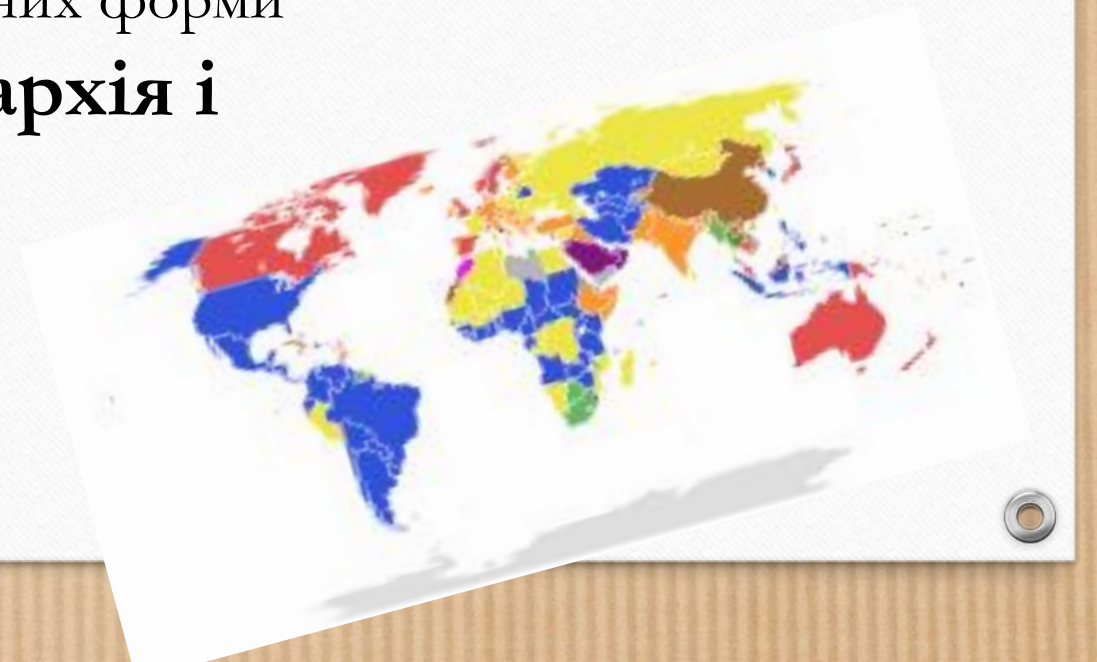 них форми
архія і